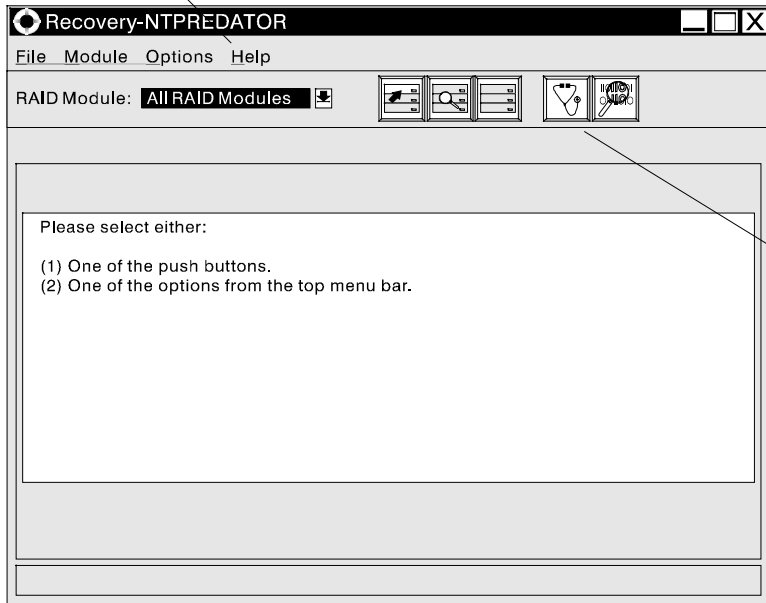 Recovery-NTPREDATOR
File Module Options Help
RAID Module: All RAID Modules
Please select either:
(1) One of the push buttons.
(2) One of the options from the top menu bar.